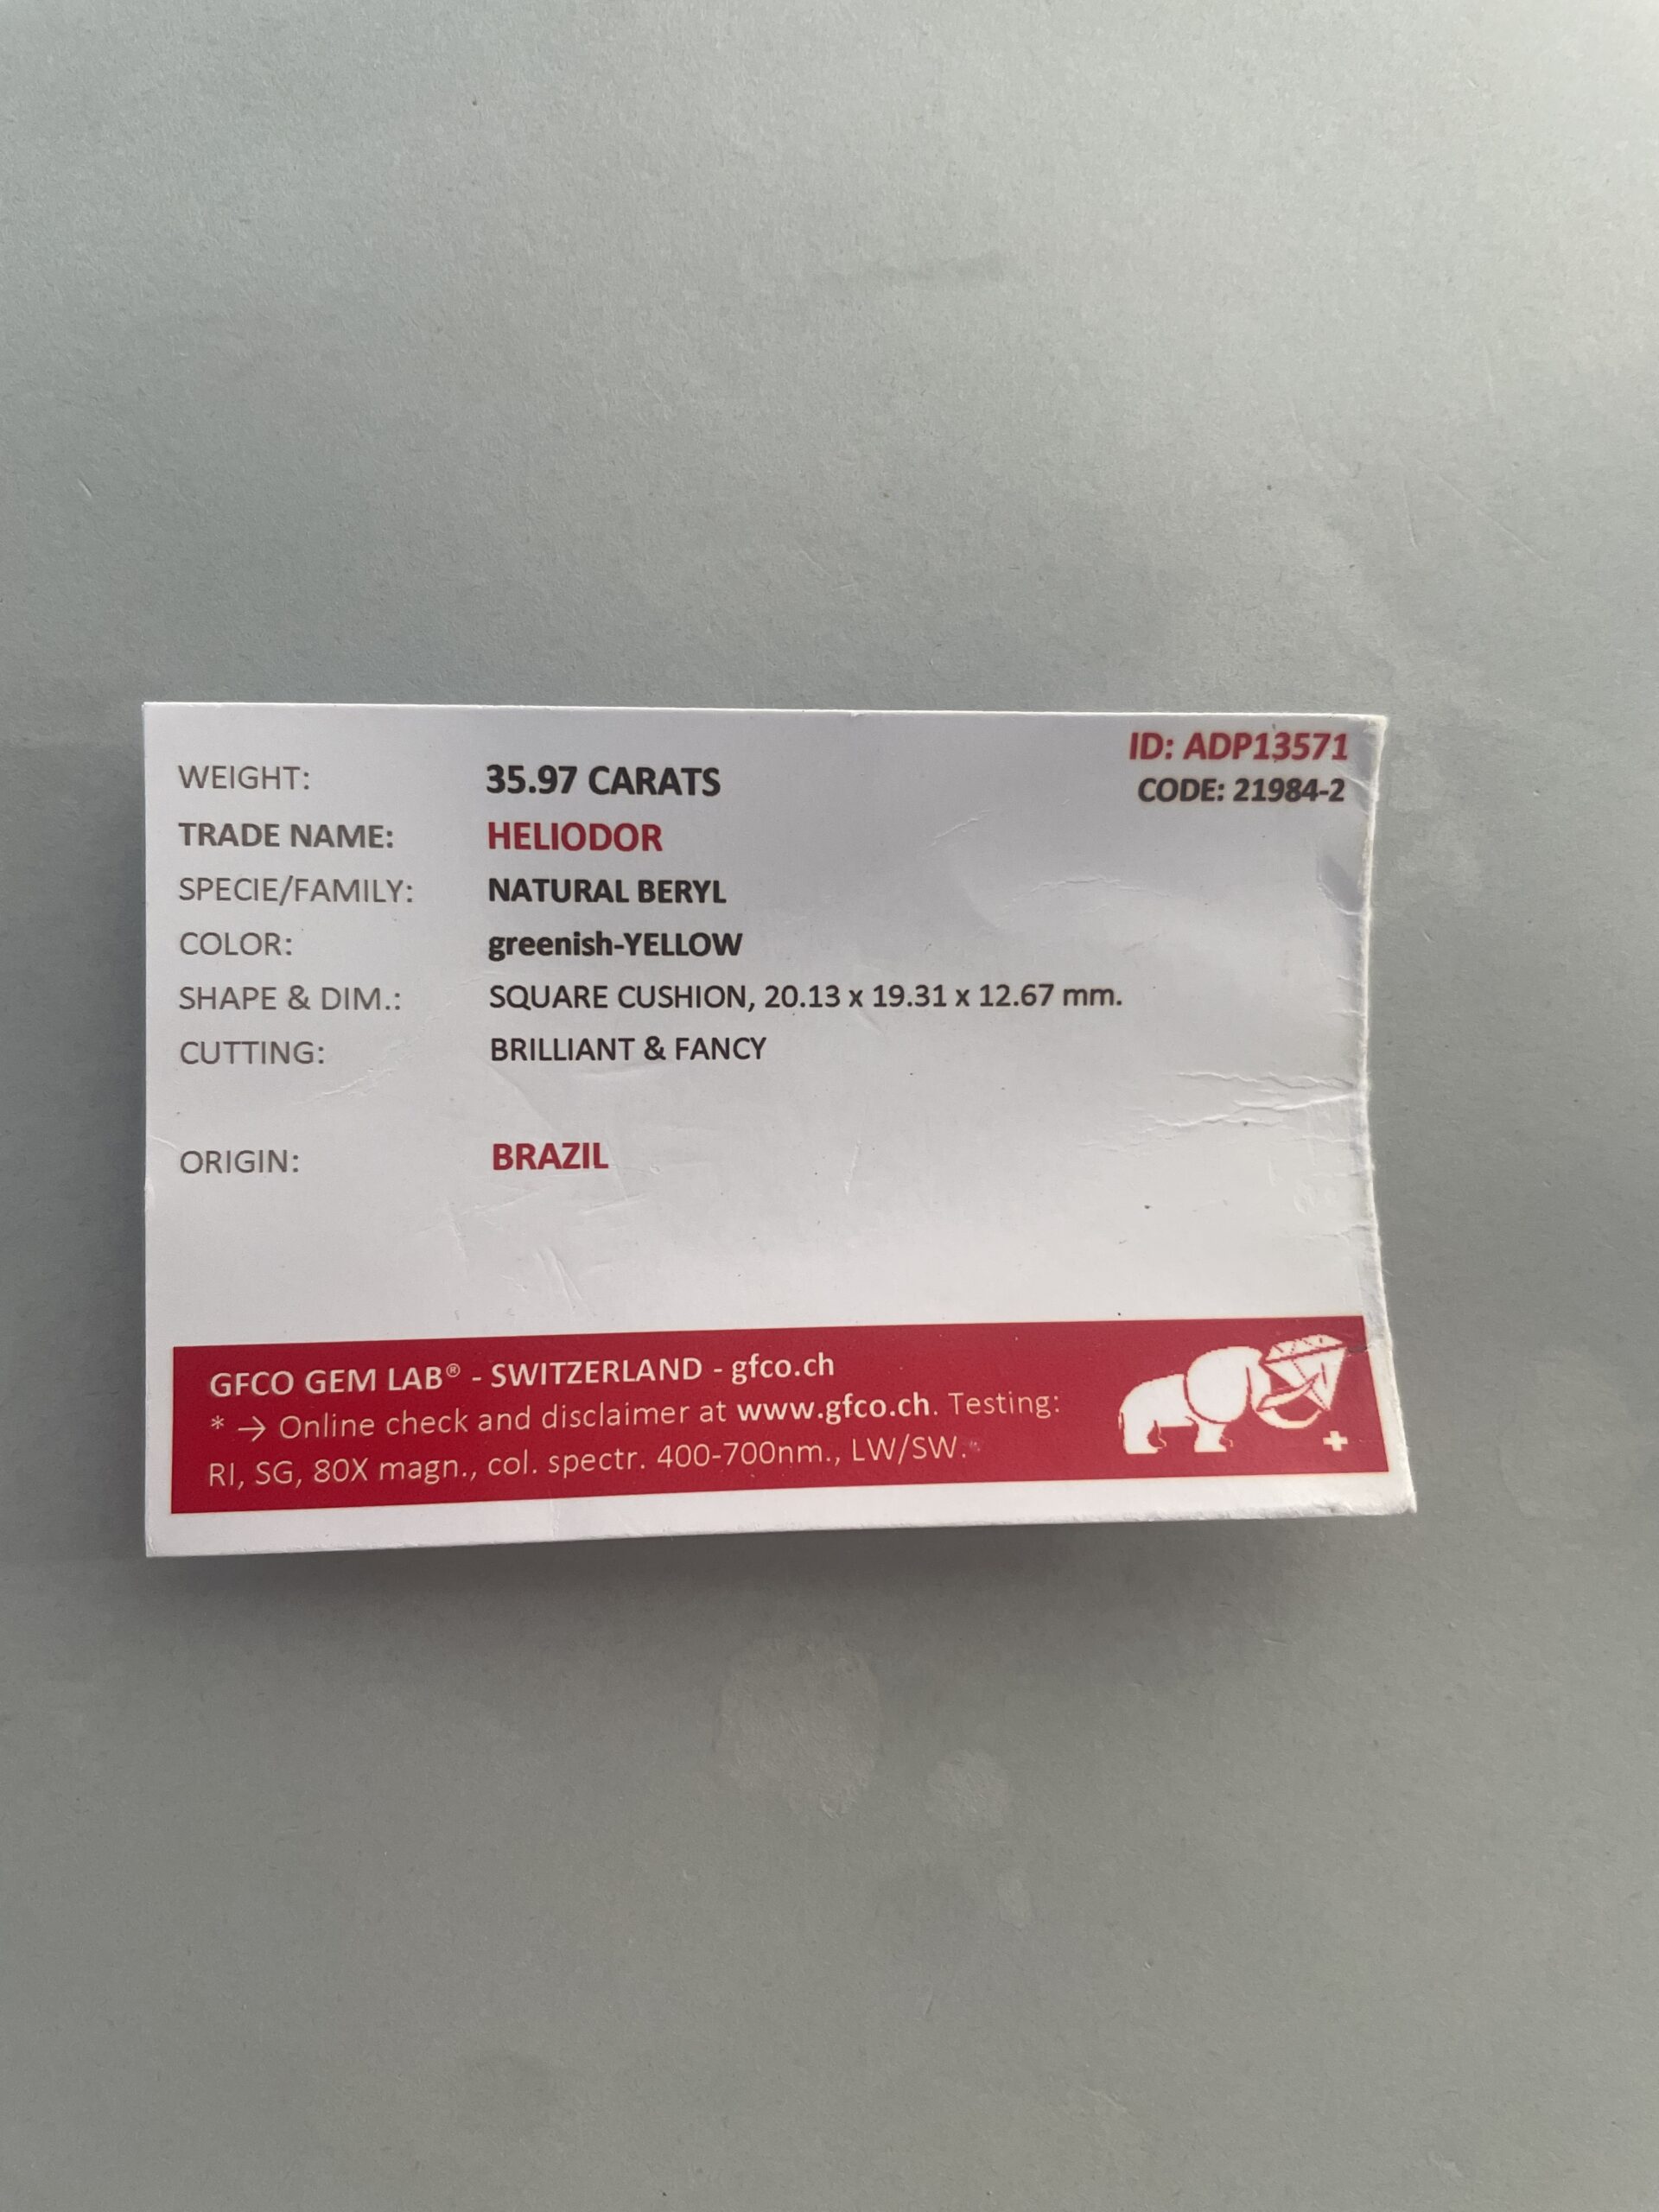 ID: ADP13571
CODE: 21984-2
WEIGHT: 35.97 CARATS
TRADE NAME: HELIODOR
SPECIE/FAMILY: NATURAL BERYL
COLOR: greenish-YELLOW
SHAPE & DIM.: SQUARE CUSHION, 20.13 x 19.31 x 12.67 mm.
CUTTING: BRILLIANT & FANCY
ORIGIN: BRAZIL
GFCO GEM LAB® - SWITZERLAND - gfco.ch
* → Online check and disclaimer at www.gfco.ch. Testing:
RI, SG, 80X magn., col. spectr. 400-700nm., LW/SW.